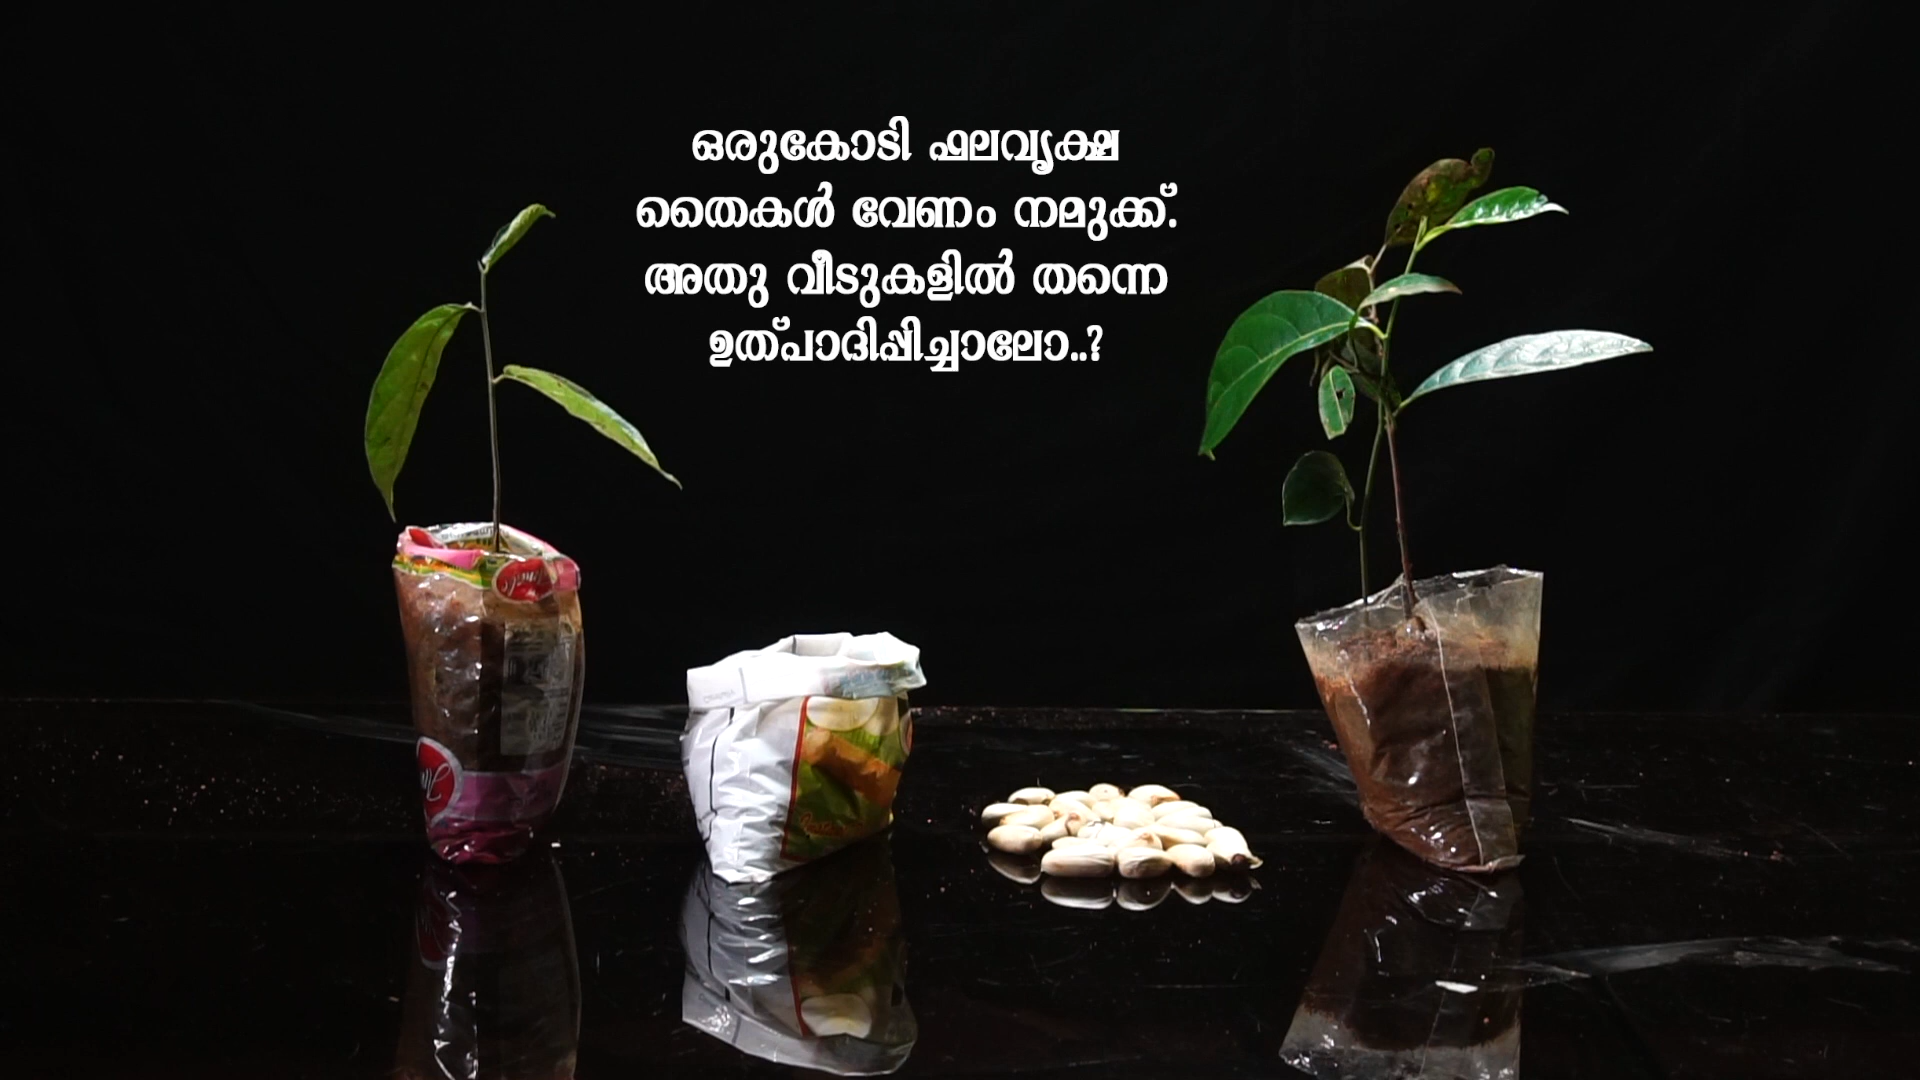 ഒരുകോടി ഫലവൃക്ഷ
തൈകൾ വേണം നമുക്ക്.
അതു വീടുകളിൽ തന്നെ
ഉത്പാദിപ്പിച്ചാലോ..?